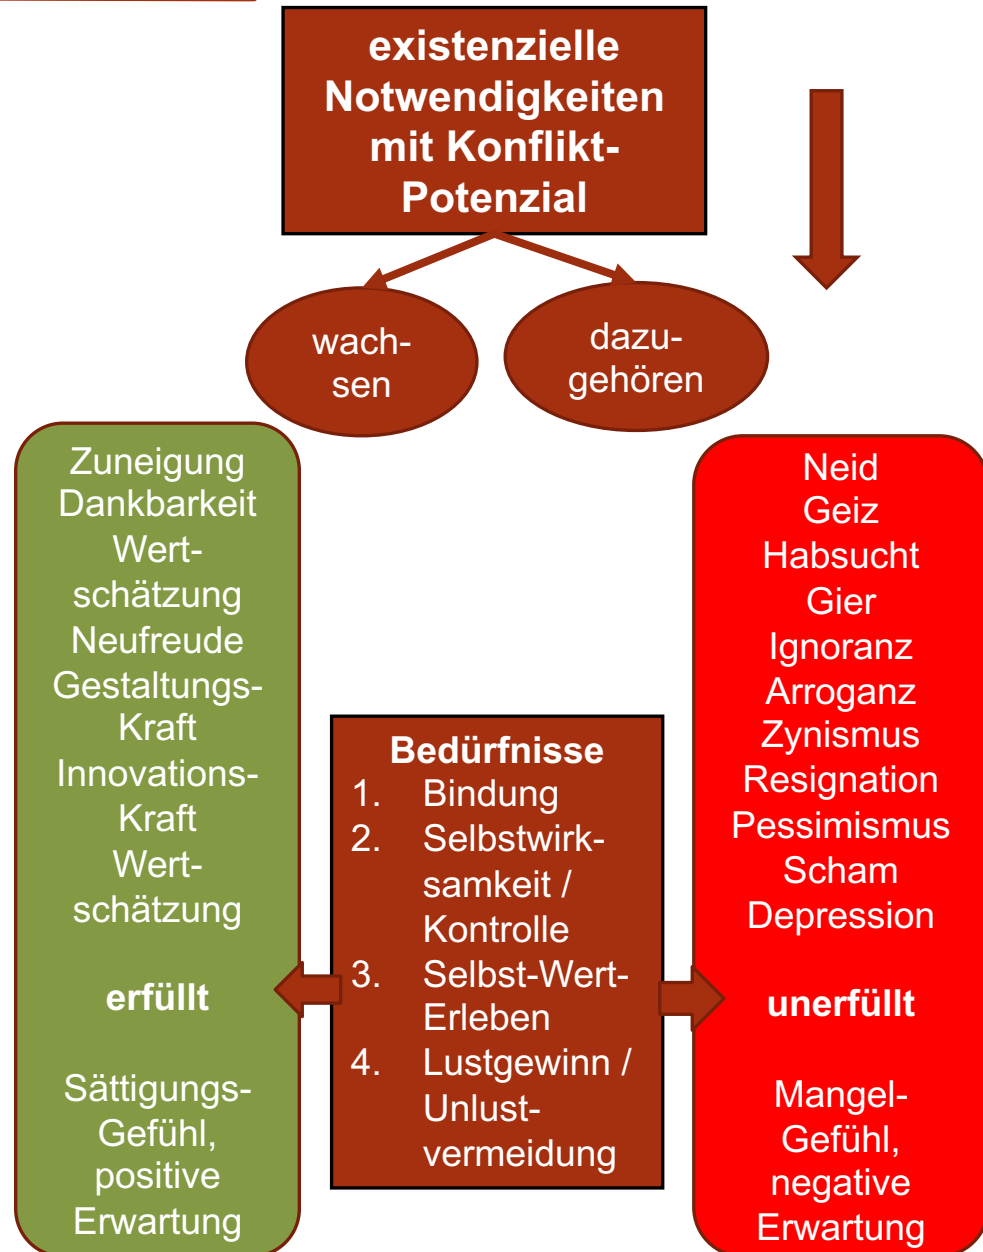 existenzielle
Notwendigkeiten
mit Konflikt-
Potenzial
wach-
sen
dazu-
gehören
Zuneigung
Dankbarkeit
Wert-
schätzung
Neufreude
Gestaltungs-
Kraft
Innovations-
Kraft
Wert-
schätzung
erfüllt
Sättigungs-
Gefühl,
positive
Erwartung
Bedürfnisse
1. Bindung
2. Selbstwirk-
samkeit /
Kontrolle
3. Selbst-Wert-
Erleben
4. Lustgewinn /
Unlust-
vermeidung
Neid
Geiz
Habsucht
Gier
Ignoranz
Arroganz
Zynismus
Resignation
Pessimismus
Scham
Depression
unerfüllt
Mangel-
Gefühl,
negative
Erwartung